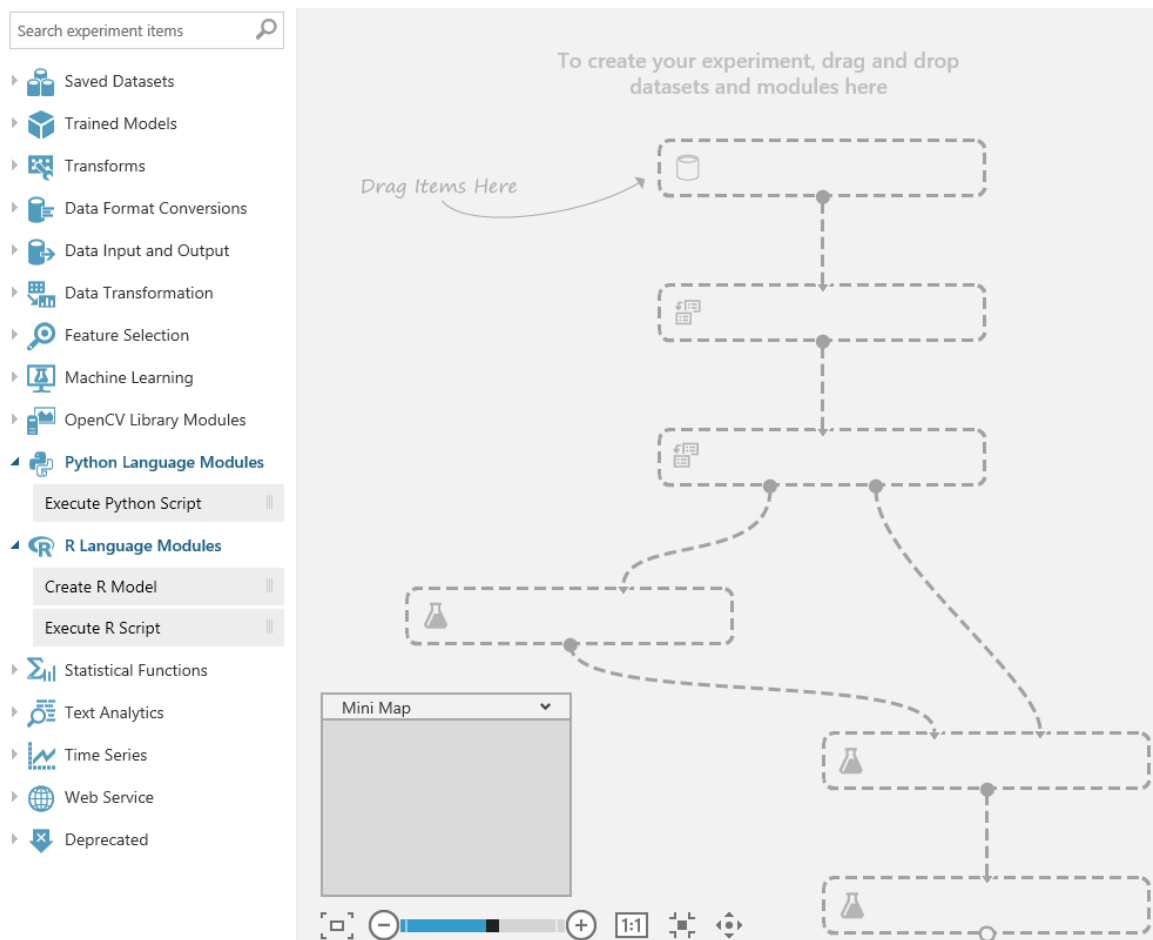 Search experiment items
Saved Datasets
Trained Models
Transforms
Data Format Conversions
Data Input and Output
Data Transformation
Feature Selection
Machine Learning
OpenCV Library Modules
Python Language Modules
Execute Python Script
R Language Modules
Create R Model
Execute R Script
Statistical Functions
Text Analytics
Time Series
Web Service
Deprecated
To create your experiment, drag and drop
datasets and modules here
Drag Items Here
Mini Map
1:1